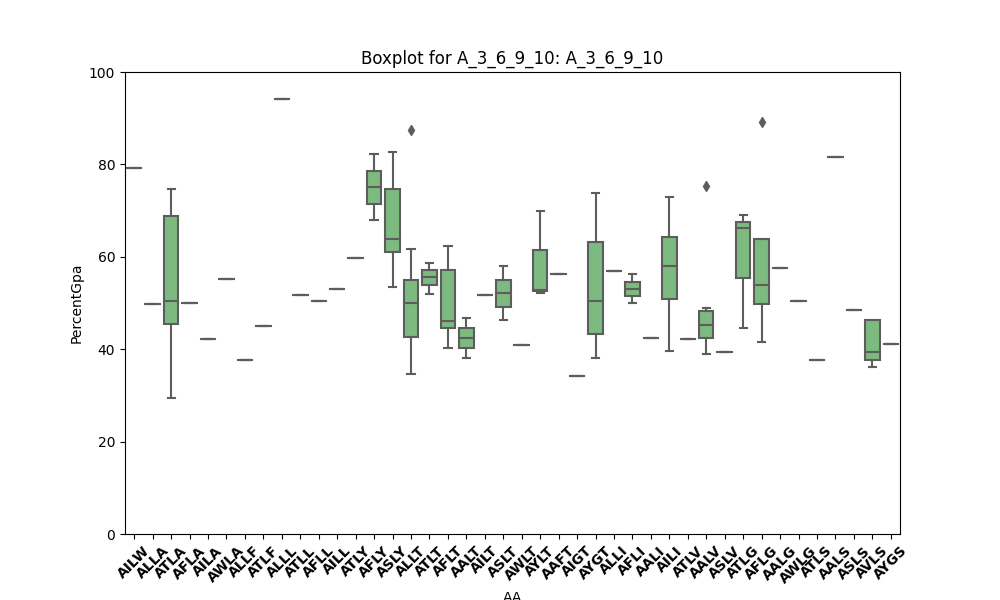 Boxplot for A_3_6_9_10: A_3_6_9_10
PercentGpa
100
80
60
40
20
0
AILW
ALLA
ATLA
AFLA
AILA
AWLA
ALLF
ATLF
ALLL
ATLL
AFLL
AILL
ATLY
AFLY
ASLY
ALLT
ATLT
AFLT
AALT
AILT
ASLT
AWLT
AYLT
AAFT
AIGT
AYGT
ALLI
AFLI
AALI
AILI
ATLV
AALV
ASLV
ATLG
AFLG
AALG
AWLG
ATLS
AALS
ASLS
AVLS
AYGS
AA